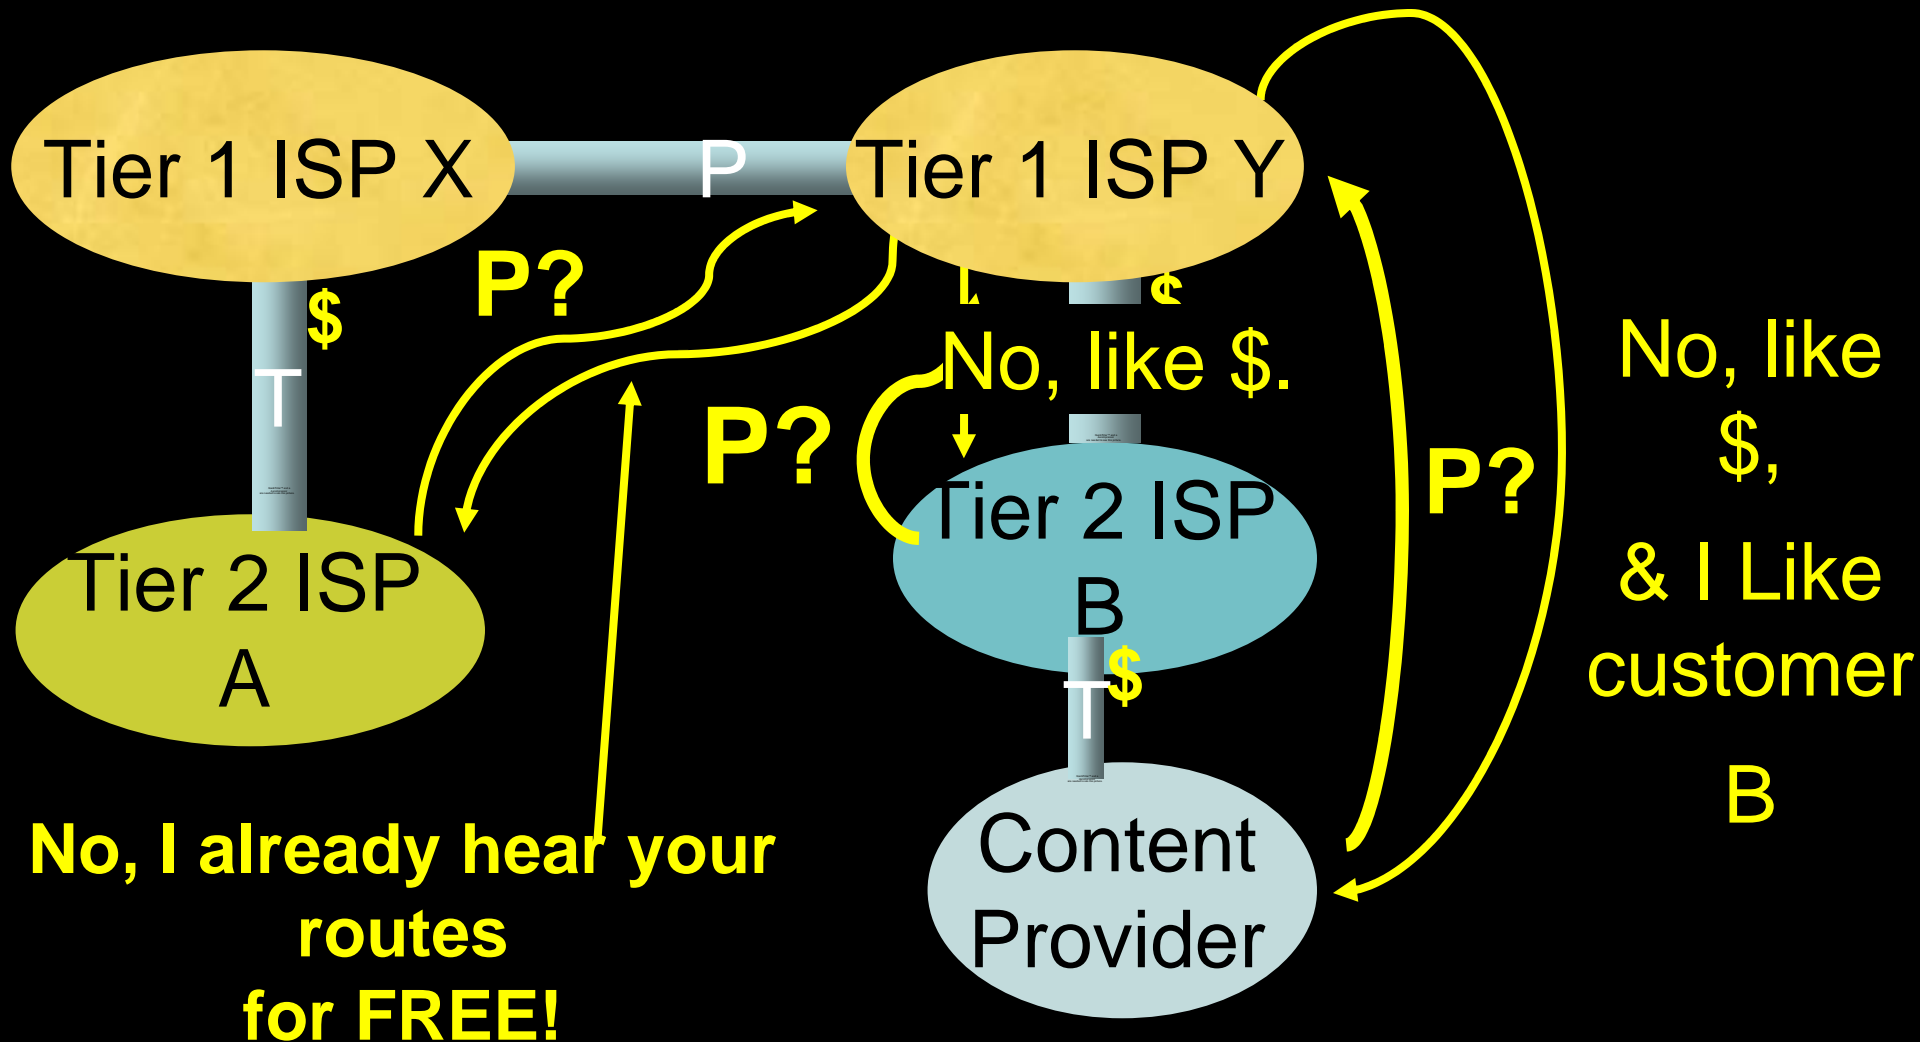 Tier 1 ISP X
P
Tier 1 ISP Y
P?
$
$
No, like $.
No, like
$,
T
P?
P?
Tier 2 ISP
B
Tier 2 ISP
A
& I Like
customer
B
$
T
No, I already hear your
routes
for FREE!
Content
Provider